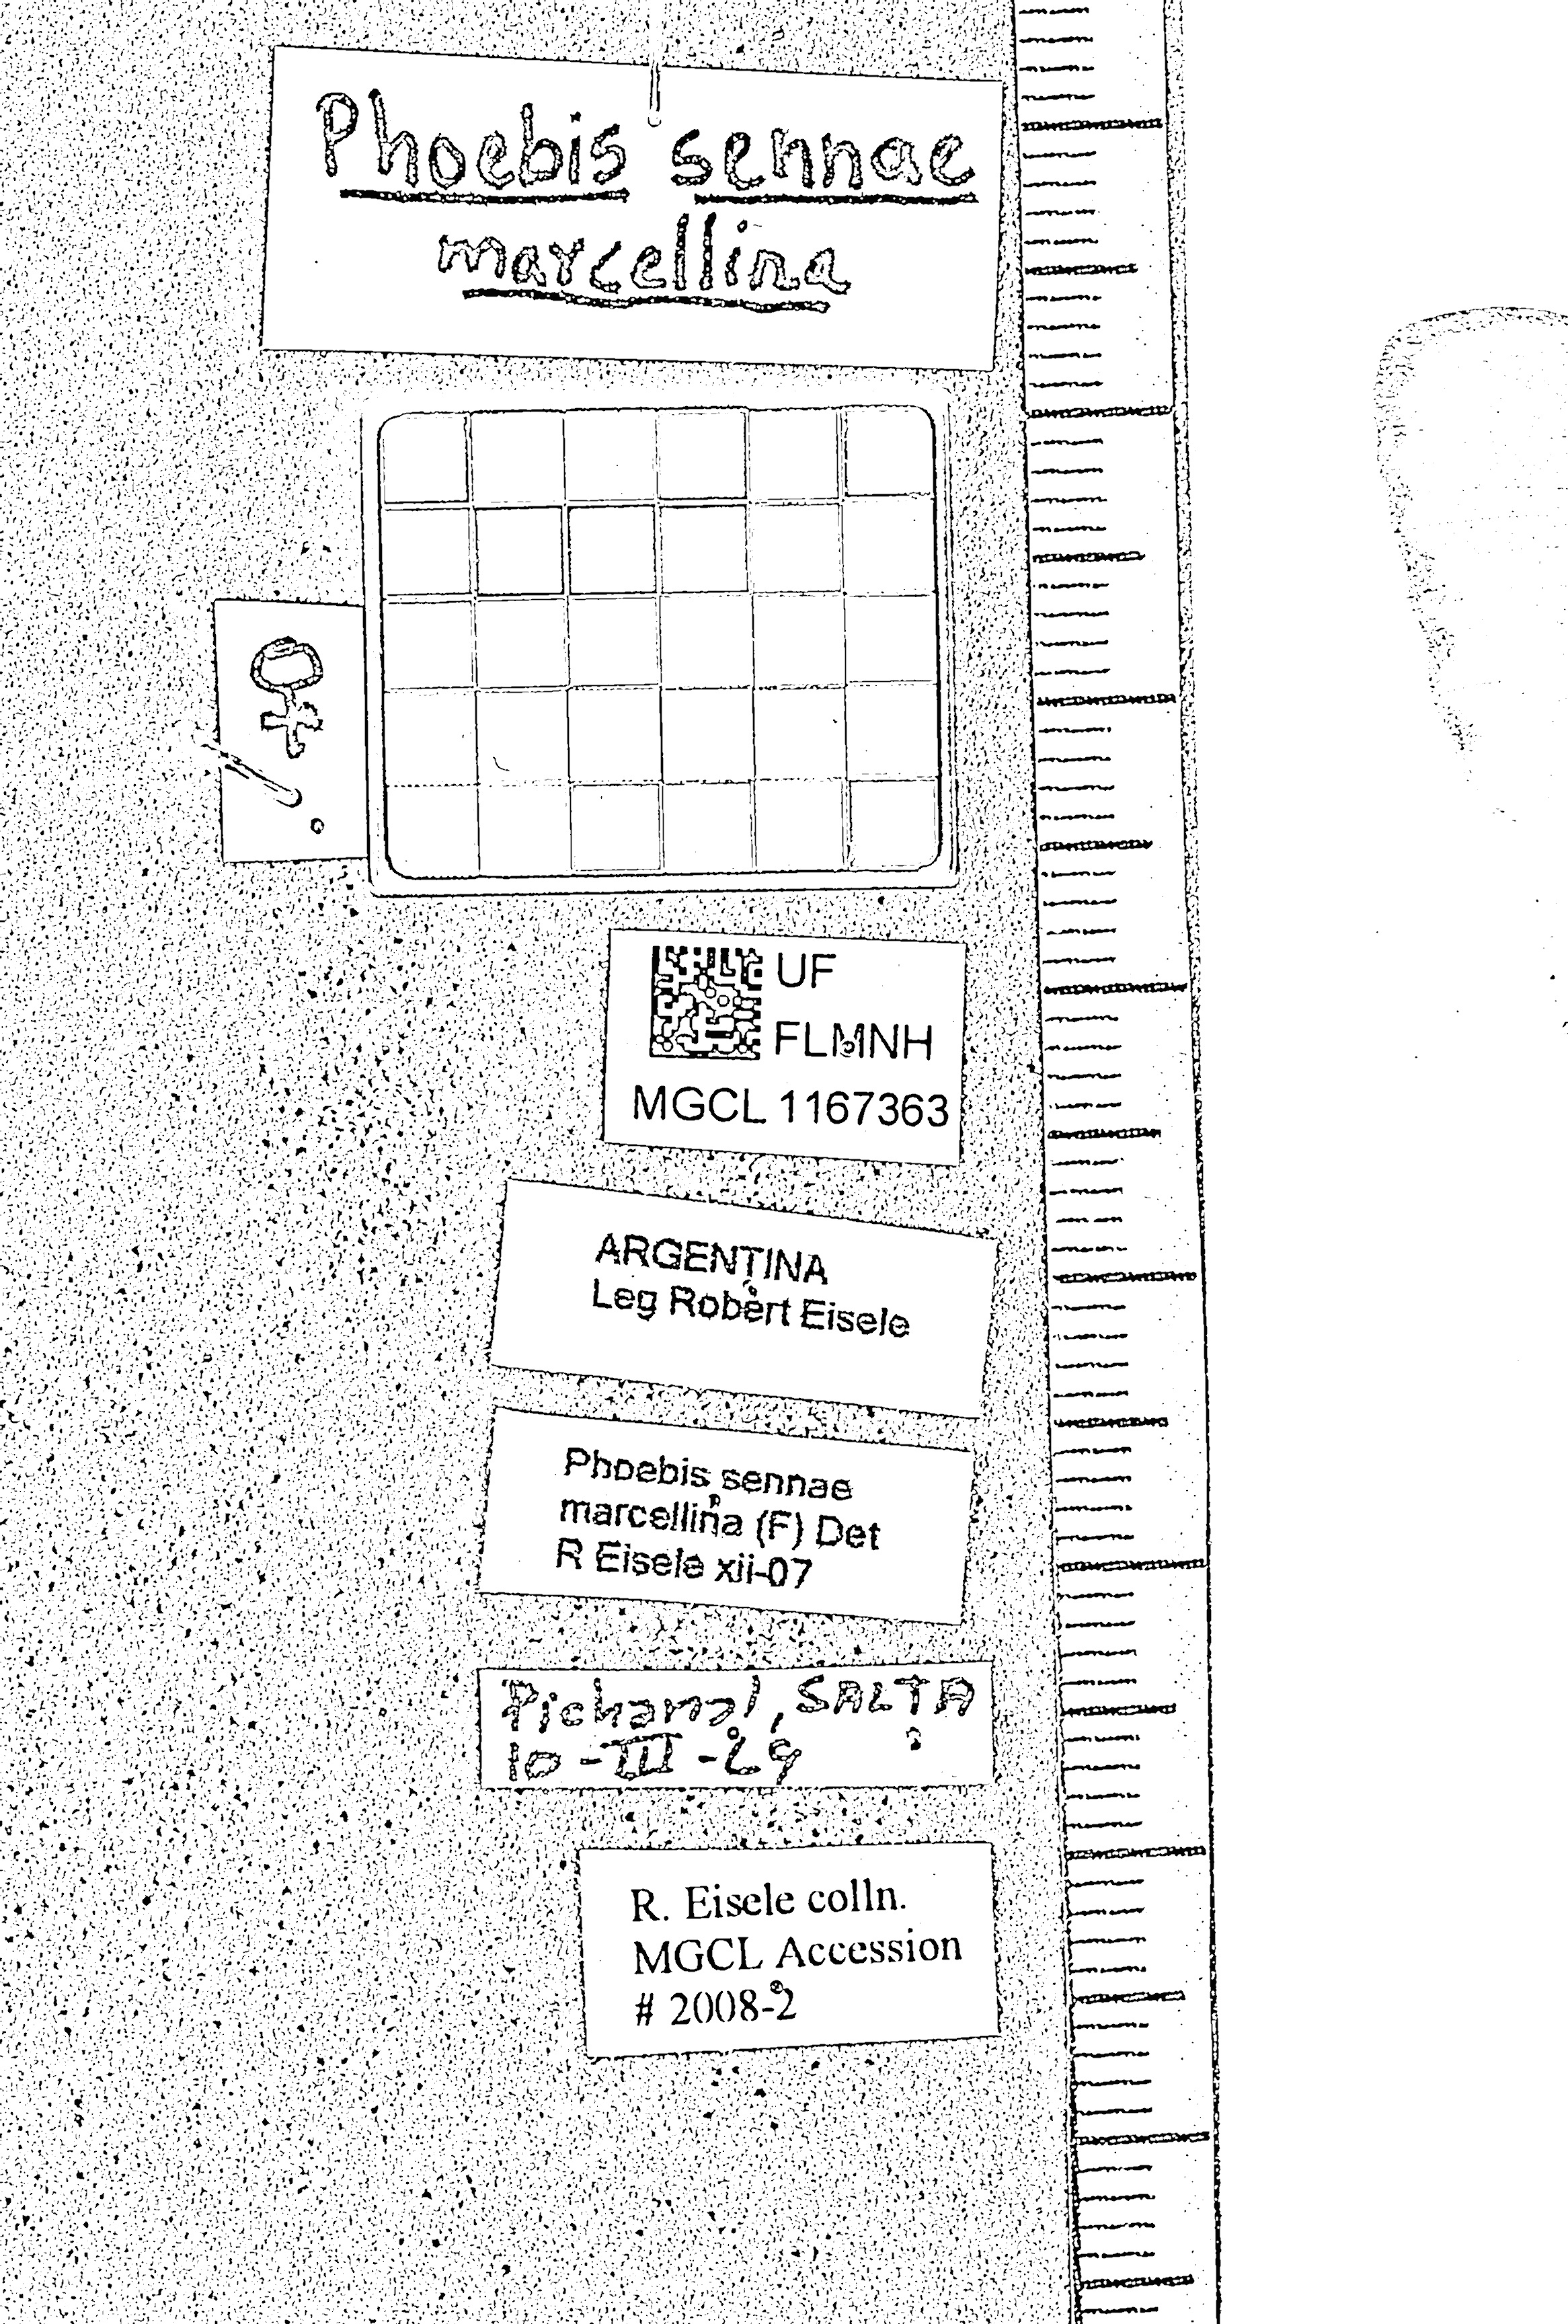 Phoebis sennae
marcellina
♀
UF
FLMNH
MGCL 1167363
ARGENTINA
Leg Robert Eisele
Phoebis sennae
marcellina (F) Det
R Eisele xii-07
Pichanal, SALTA
10-III-69
R. Eisele colln.
MGCL Accession
# 2008-2